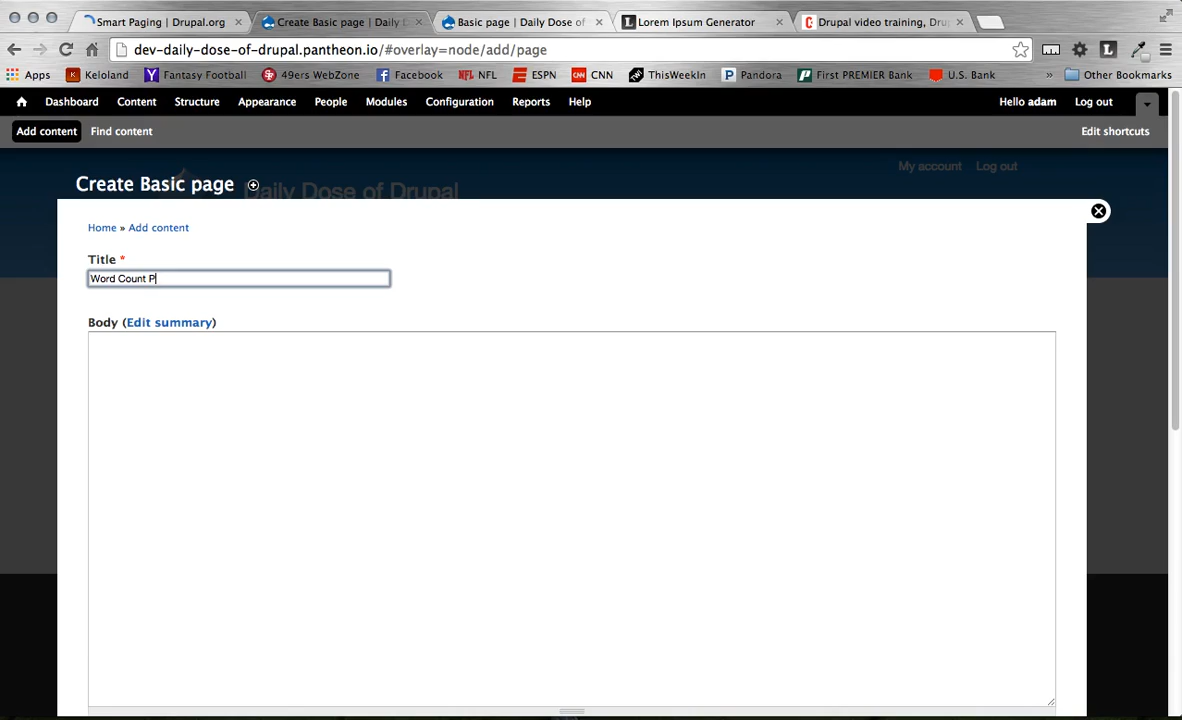 Smart Paging | Drupal.org
Create Basic page | Daily
Basic page | Daily Dose of
Lorem Ipsum Generator
Drupal video training, Dru
dev-daily-dose-of-drupal.pantheon.io/#overlay=node/add/page
Apps Keloland Fantasy Football 49ers WebZone Facebook NFL NFL ESPN CNN CNN ThisWeekIn Pandora First PREMIER Bank U.S. Bank » Other Bookmarks
Dashboard Content Structure Appearance People Modules Configuration Reports Help Hello adam Log out
Add content Find content Edit shortcuts
My account Log out
Create Basic page
Daily Dose of Drupal
Home » Add content
Title *
Word Count P
Body (Edit summary)